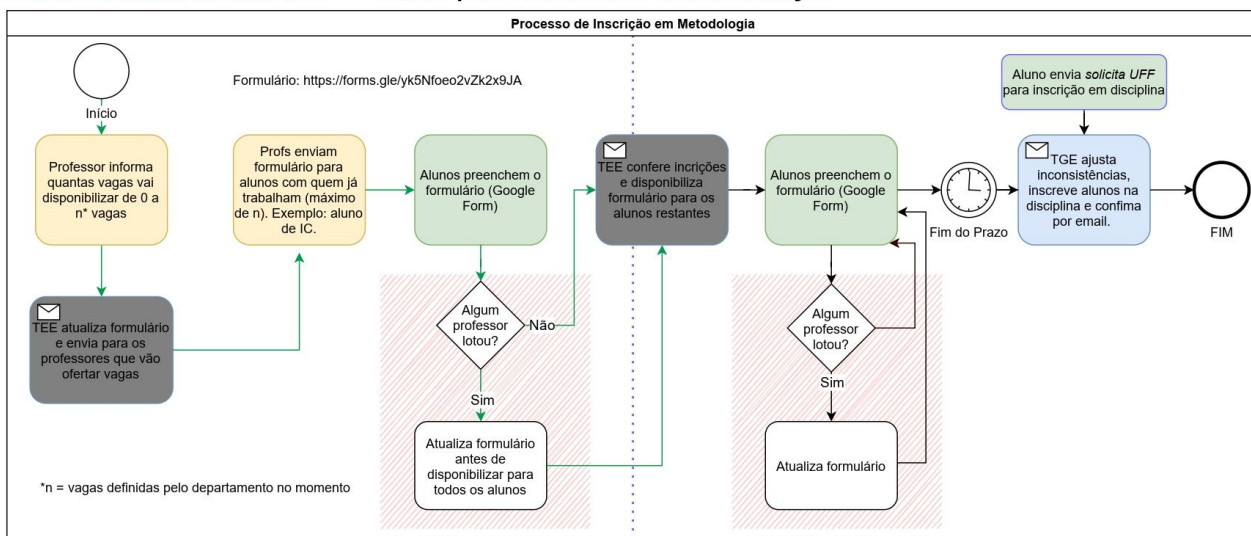 Processo de Inscrição em Metodologia
Início
Formulário: https://forms.gle/yk5Nfoeo2vZk2x9JA
Professor informa
quantas vagas vai
disponibilizar de 0 a
n* vagas
TEE atualiza formulário
e envia para os
professores que vão
ofertar vagas
Profs enviam
formulário para
alunos com quem já
trabalham (máximo
de n). Exemplo: aluno
de IC.
Alunos preenchem o
formulário (Google
Form)
Algum
professor
lotou?
Não
Sim
Atualiza formulário
antes de
disponibilizar para
todos os alunos
TEE confere incrições
e disponibiliza
formulário para os
alunos restantes
Alunos preenchem o
formulário (Google
Form)
Algum
professor
lotou?
Sim
Atualiza formulário
Fim do Prazo
Aluno envia solicita UFF
para inscrição em disciplina
TGE ajusta
inconsistências,
inscreve alunos na
disciplina e confima
por email.
FIM
*n = vagas definidas pelo departamento no momento